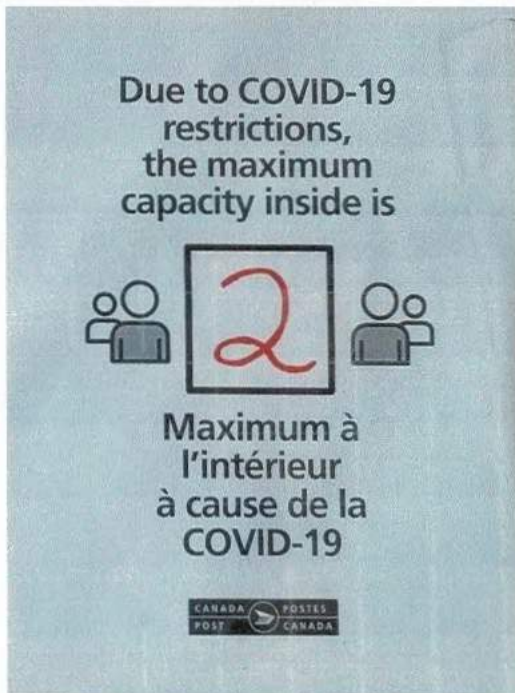 Due to COVID-19
restrictions,
the maximum
capacity inside is
2
Maximum à
l'intérieur
à cause de la
COVID-19
CANADA POSTES
POST CANADA